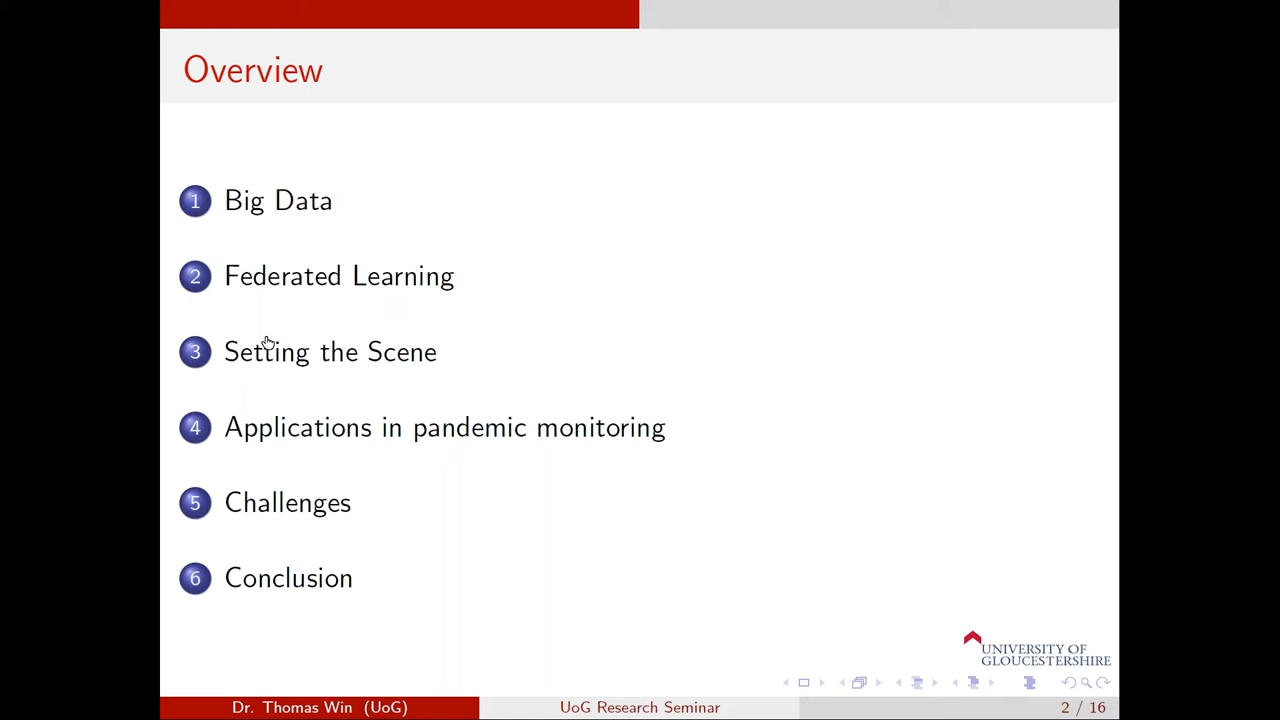 Overview
1 Big Data
2 Federated Learning
3 Setting the Scene
4 Applications in pandemic monitoring
5 Challenges
6 Conclusion
UNIVERSITY OF
GLOUCESTERSHIRE
Dr. Thomas Win (UoG) UoG Research Seminar 2 / 16